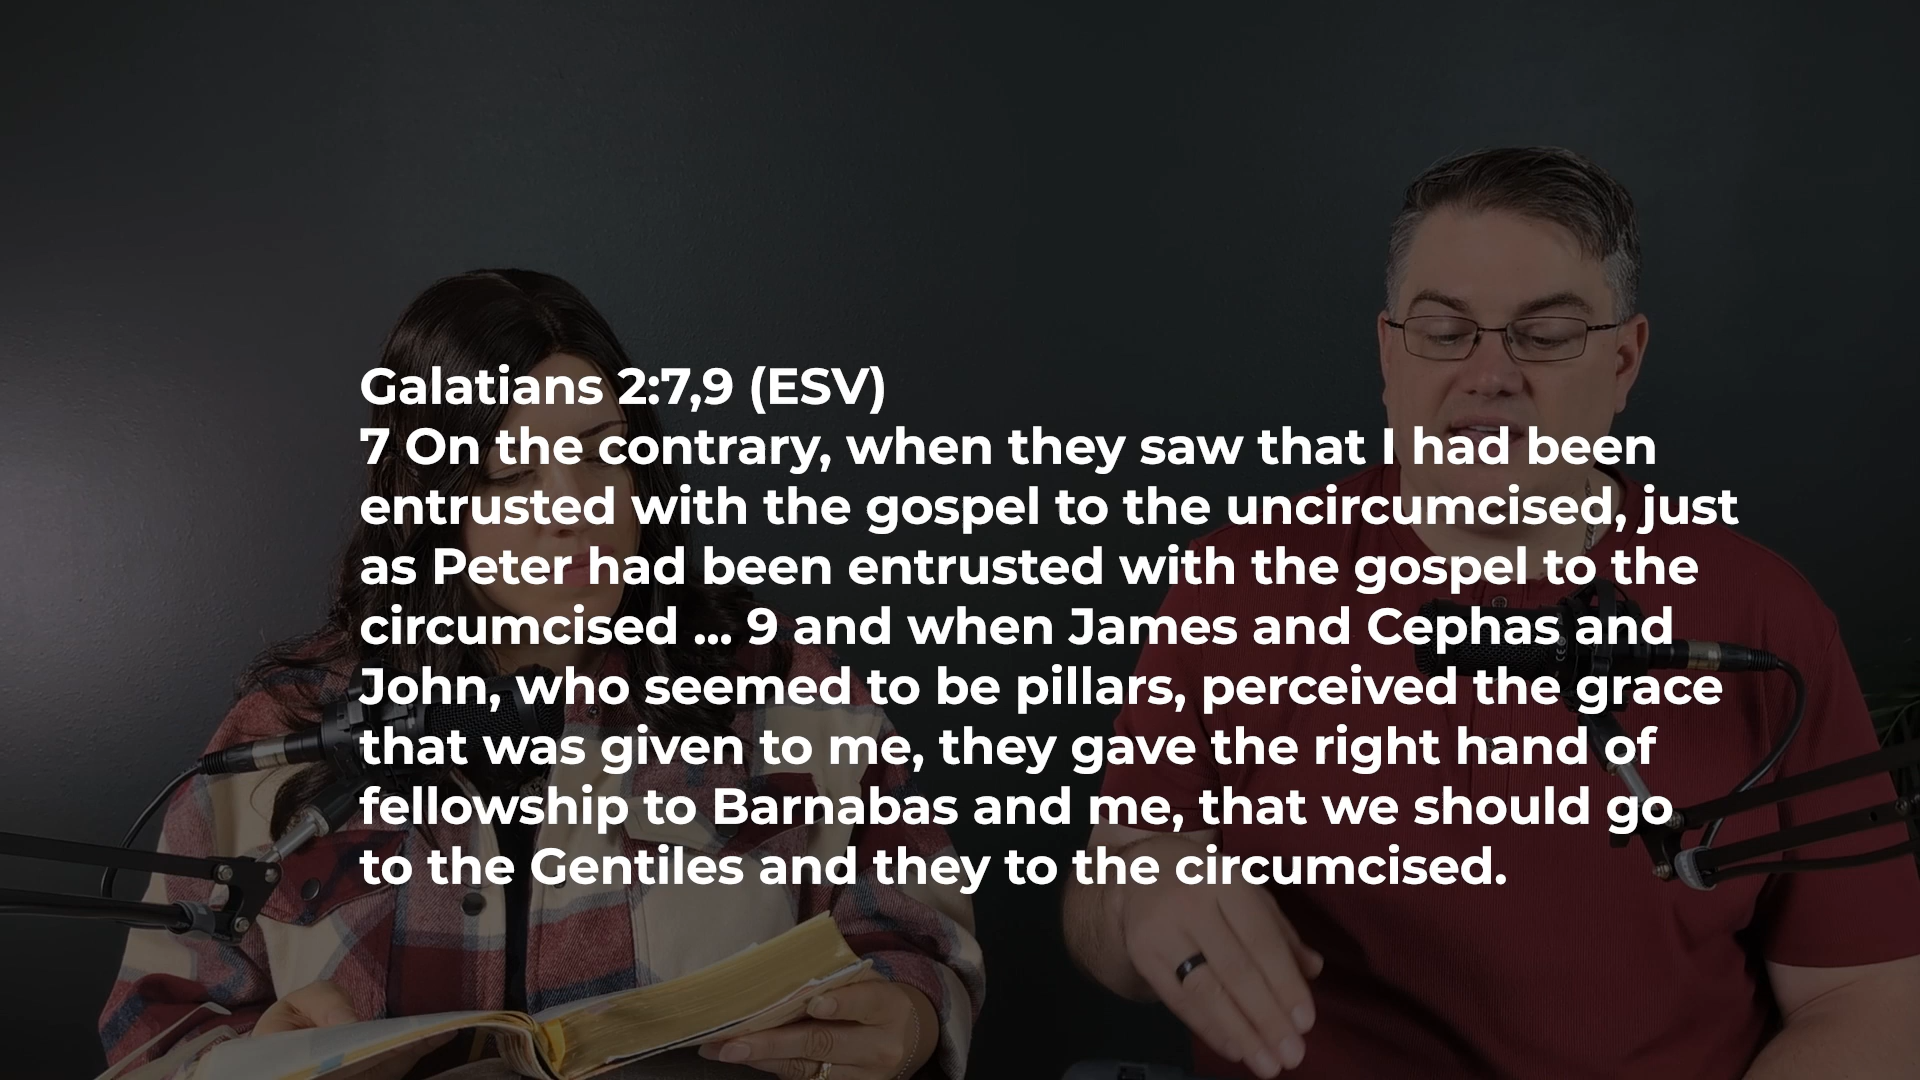 Galatians 2:7,9 (ESV)
7 On the contrary, when they saw that I had been
entrusted with the gospel to the uncircumcised, just
as Peter had been entrusted with the gospel to the
circumcised ... 9 and when James and Cephas and
John, who seemed to be pillars, perceived the grace
that was given to me, they gave the right hand of
fellowship to Barnabas and me, that we should go
to the Gentiles and they to the circumcised.